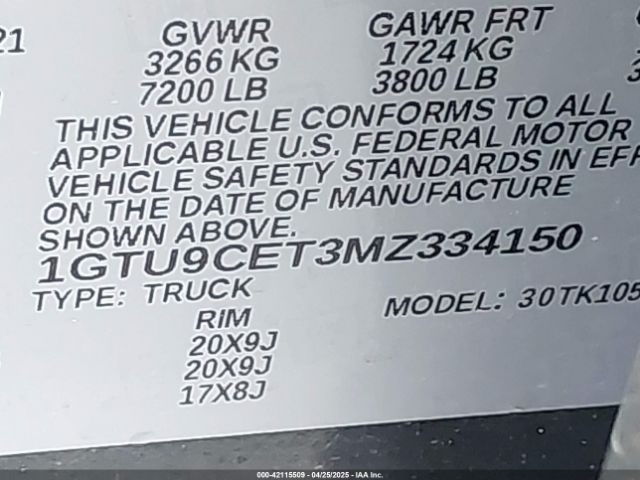 21
GVWR
3266 KG
7200 LB
GAWR FRT
1724 KG
3800 LB
THIS VEHICLE CONFORMS TO ALL
APPLICABLE U.S. FEDERAL MOTOR
VEHICLE SAFETY STANDARDS IN EFF
ON THE DATE OF MANUFACTURE
SHOWN ABOVE.
1GTU9CET3MZ334150
TYPE: TRUCK
MODEL: 30TK105
RIM
20X9J
20X9J
17X8J
000-42115509 - 04/25/2025 - IAA Inc.